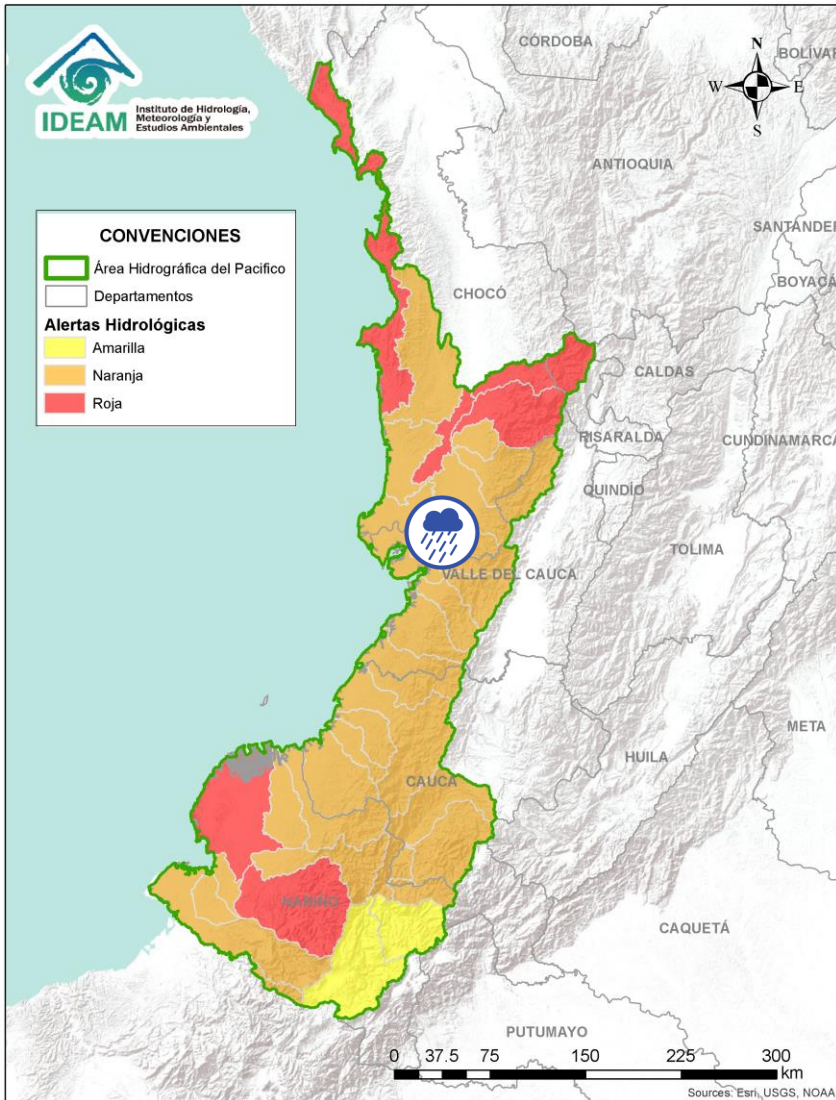 IDEAM
Instituto de Hidrología,
Meteorología y
Estudios Ambientales
CÓRDOBA
BOLÍVAR
N
W
E
S
ANTIOQUIA
SANTANDER
BOYACÁ
CONVENCIONES
Área Hidrográfica del Pacifico
Departamentos
Alertas Hidrológicas
Amarilla
Naranja
Roja
CHOCÓ
CALDAS
RISARALDA
CUNDINAMARCA
QUINDÍO
TOLIMA
VALLE DEL CAUCA
META
HUILA
CAUCA
NARIÑO
CAQUETÁ
PUTUMAYO
0 37.5 75 150 225 300
km
Sources: Esri, USGS, NOAA